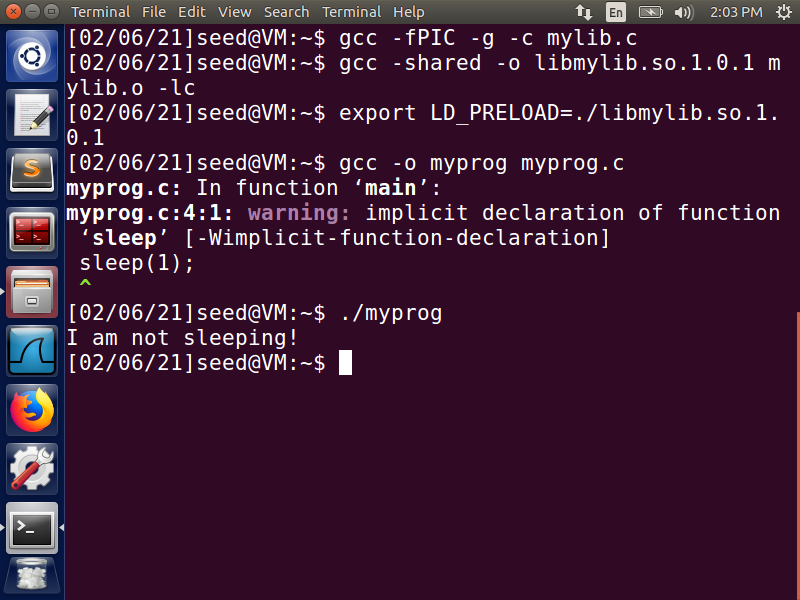 Terminal File Edit View Search Terminal Help En 2:03 PM
[02/06/21]seed@VM:~$ gcc -fPIC -g -c mylib.c
[02/06/21]seed@VM:~$ gcc -shared -o libmylib.so.1.0.1 m
ylib.o -lc
[02/06/21]seed@VM:~$ export LD_PRELOAD=./libmylib.so.1.
0.1
[02/06/21]seed@VM:~$ gcc -o myprog myprog.c
myprog.c: In function ‘main’:
myprog.c:4:1: warning: implicit declaration of function
‘sleep’ [-Wimplicit-function-declaration]
sleep(1);
^
[02/06/21]seed@VM:~$ ./myprog
I am not sleeping!
[02/06/21]seed@VM:~$